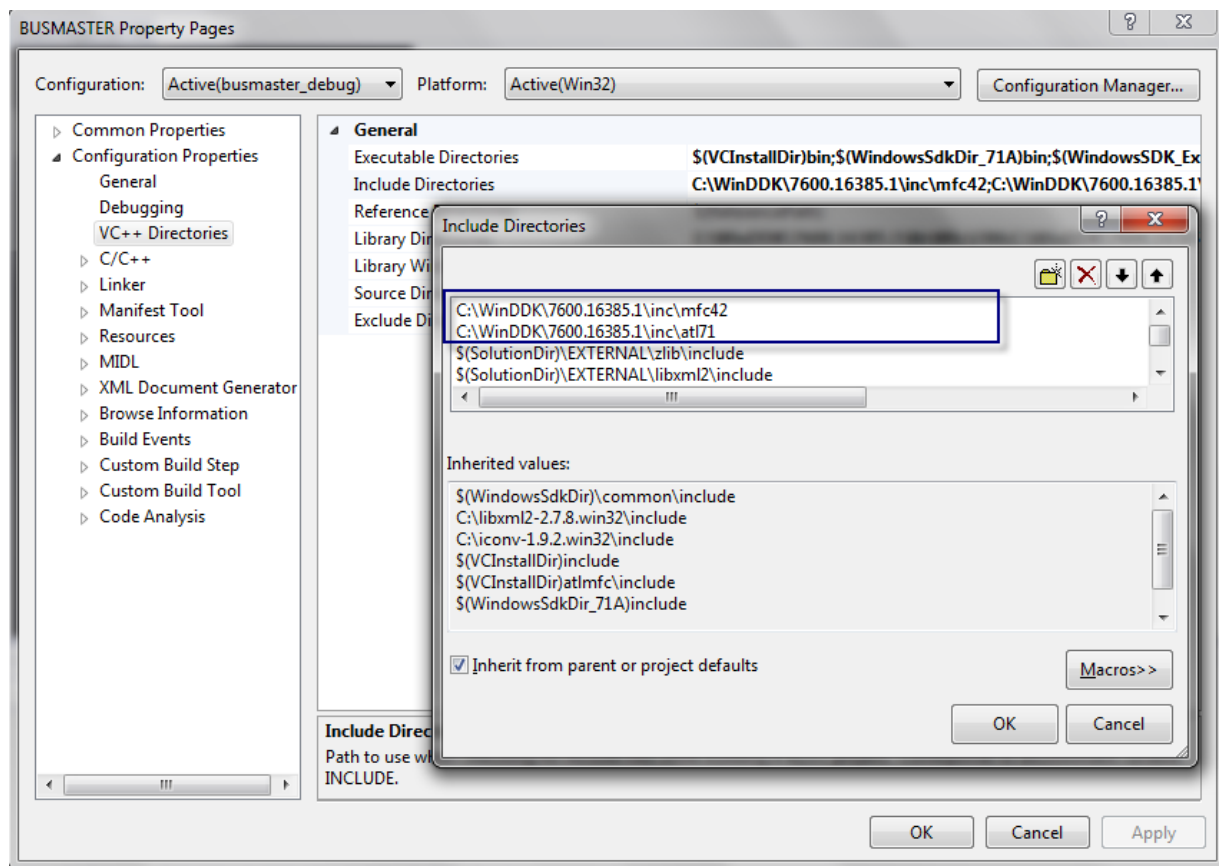 BUSMASTER Property Pages
Configuration: Active(busmaster_debug) Platform: Active(Win32) Configuration Manager...
Common Properties
Configuration Properties
General
Debugging
VC++ Directories
C/C++
Linker
Manifest Tool
Resources
MIDL
XML Document Generator
Browse Information
Build Events
Custom Build Step
Custom Build Tool
Code Analysis
General
Executable Directories $(VCInstallDir)bin;$(WindowsSdkDir_71A)bin;$(WindowsSDK_Ex
Include Directories C:\WinDDK\7600.16385.1\inc\mfc42;C:\WinDDK\7600.16385.1\
Reference
Library Dir
Library Wi
Source Dir
Exclude Di
Include Directories
C:\WinDDK\7600.16385.1\inc\mfc42
C:\WinDDK\7600.16385.1\inc\atl71
$(SolutionDir)\EXTERNAL\zlib\include
$(SolutionDir)\EXTERNAL\libxml2\include
Inherited values:
$(WindowsSdkDir)\common\include
C:\libxml2-2.7.8.win32\include
C:\iconv-1.9.2.win32\include
$(VCInstallDir)include
$(VCInstallDir)atlmfc\include
$(WindowsSdkDir_71A)include
Inherit from parent or project defaults
Macros>>
OK Cancel
Include Direc
Path to use w
INCLUDE.
OK Cancel Apply